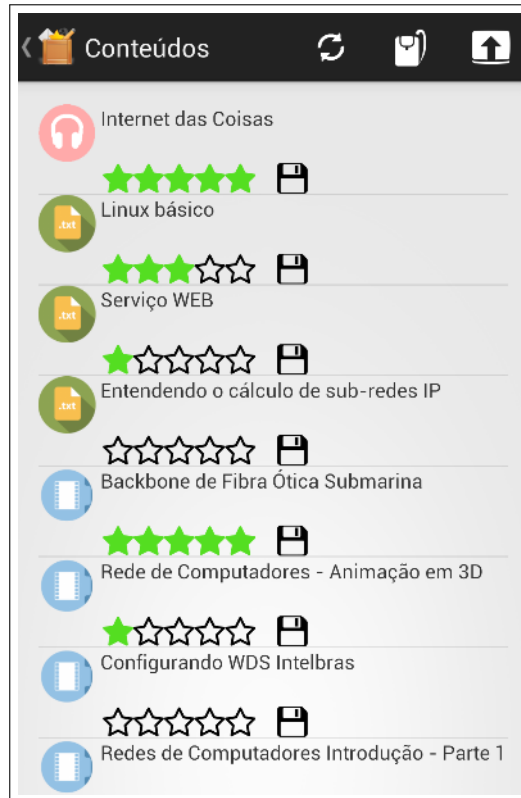 Conteúdos
Internet das Coisas
Linux básico
.txt
Serviço WEB
.txt
Entendendo o cálculo de sub-redes IP
.txt
Backbone de Fibra Ótica Submarina
Rede de Computadores - Animação em 3D
Configurando WDS Intelbras
Redes de Computadores Introdução - Parte 1